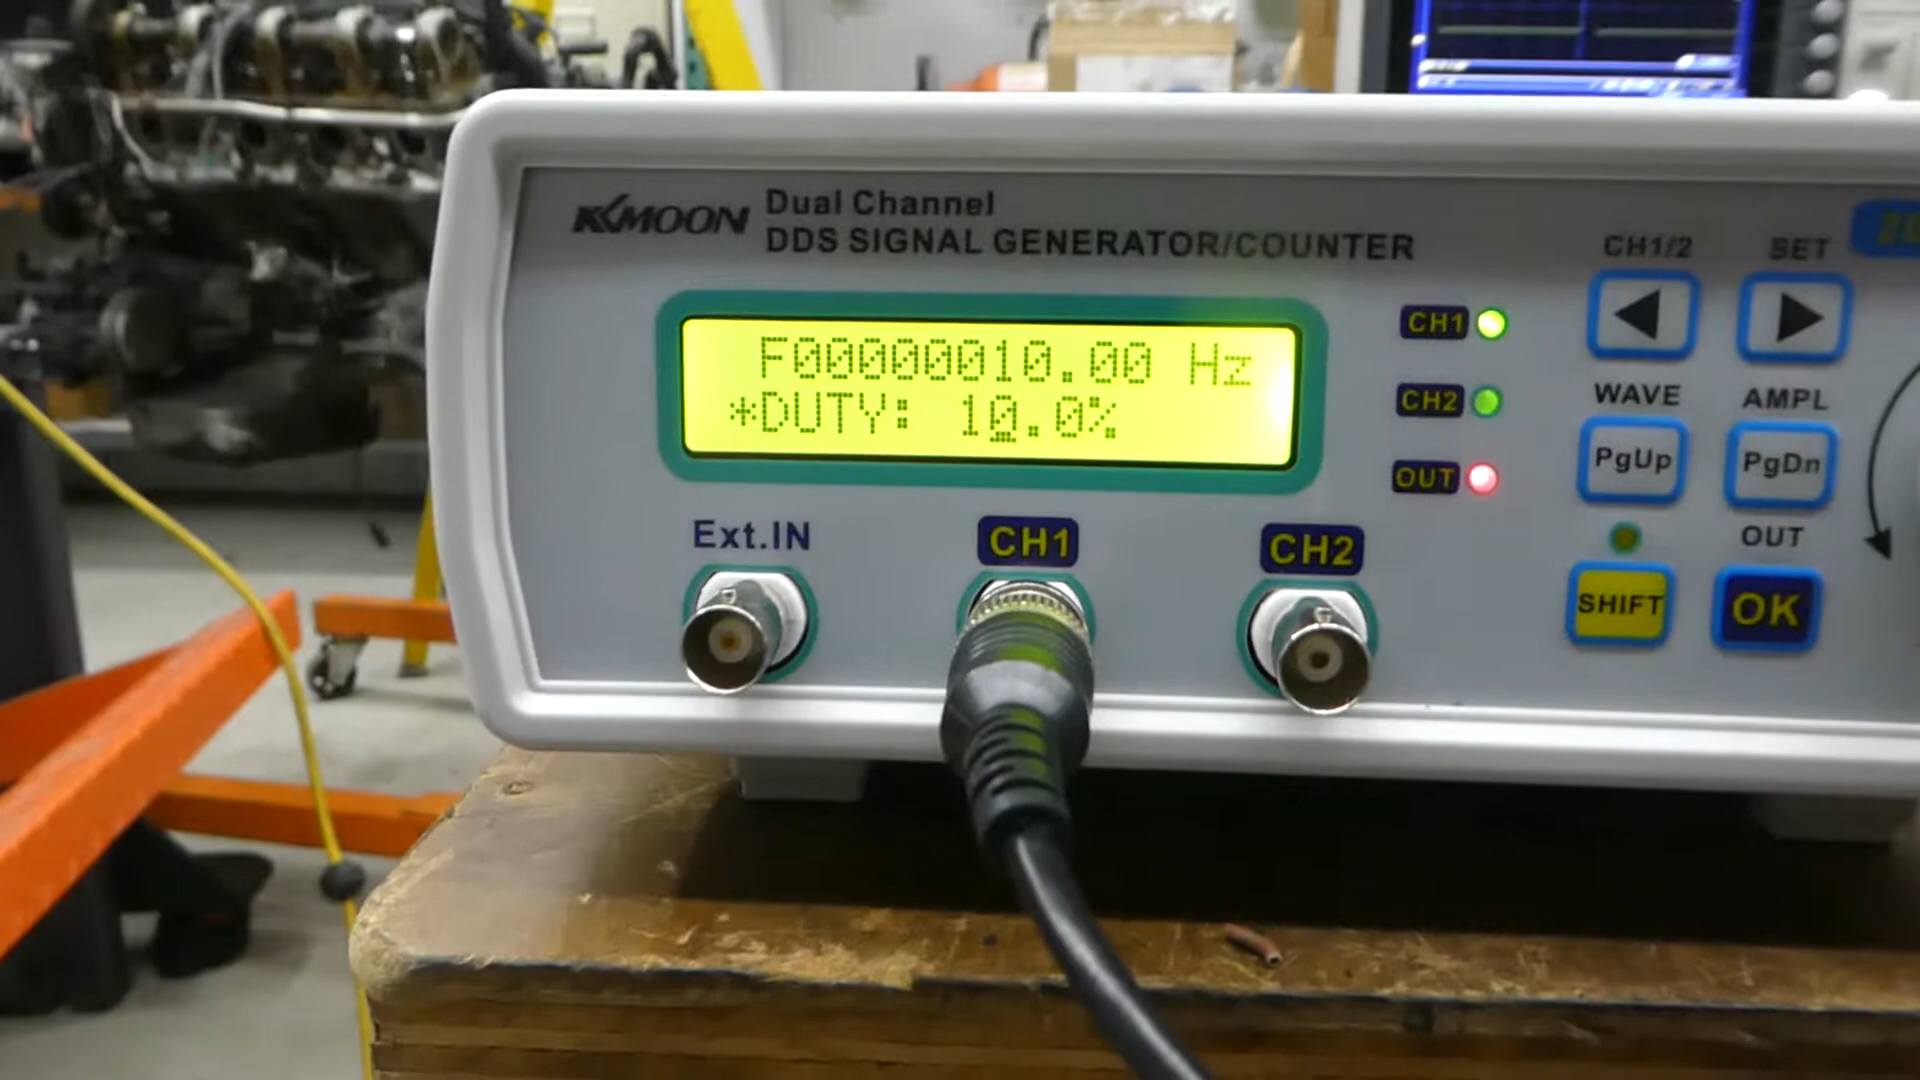 KKMOON
Dual Channel
DDS SIGNAL GENERATOR/COUNTER
F00000010.00 Hz
*DUTY: 10.0%
CH1
CH2
OUT
CH1/2
SET
WAVE
AMPL
PgUp
PgDn
OUT
SHIFT
OK
Ext.IN
CH1
CH2